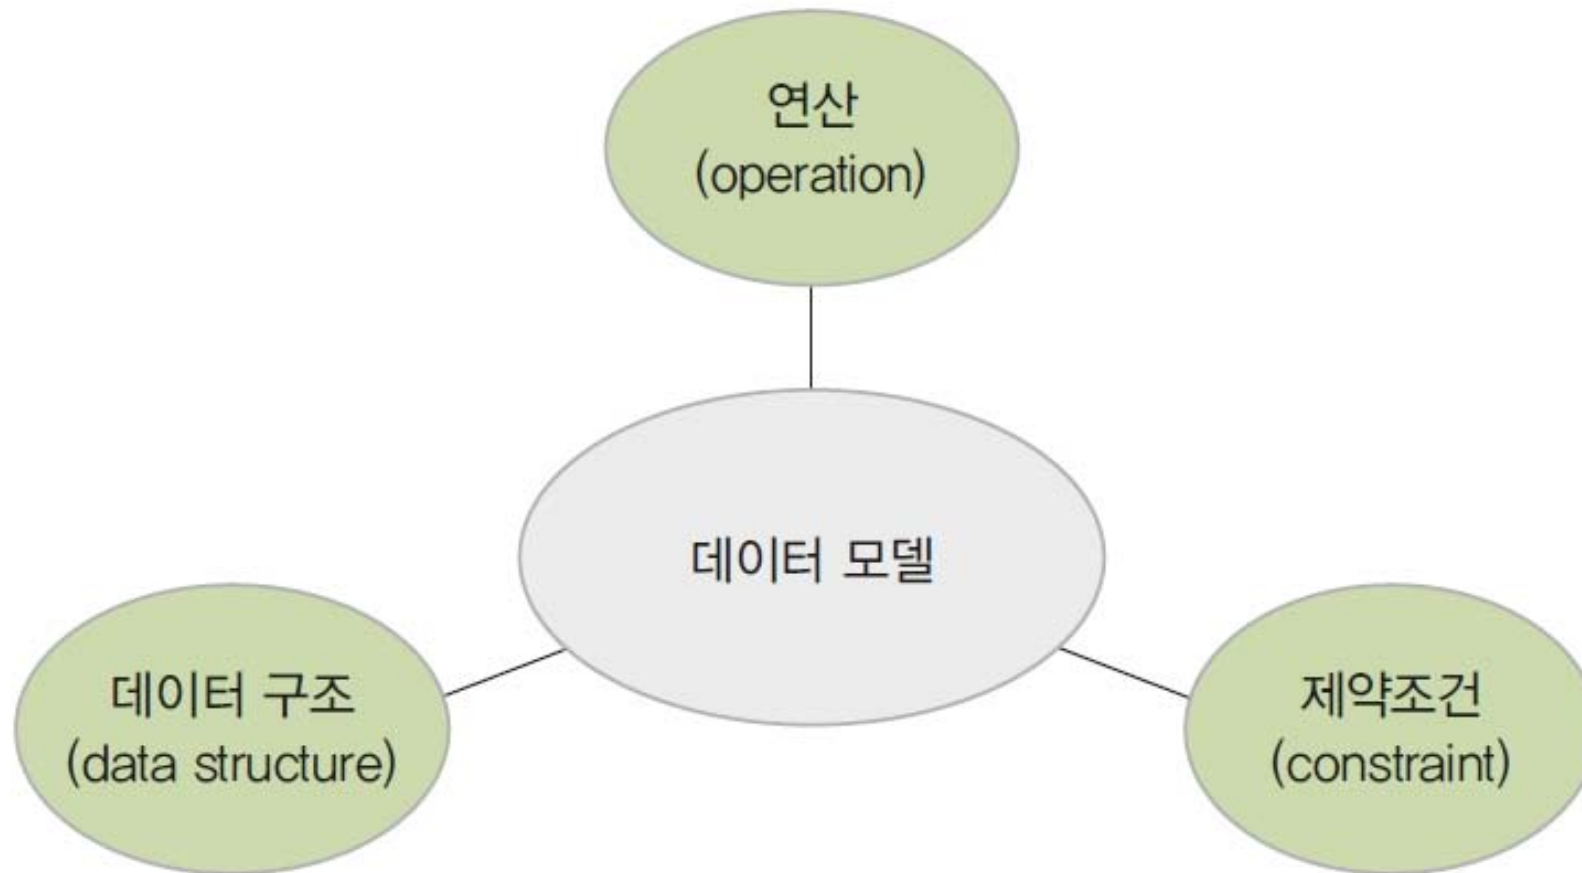 연산
(operation)
데이터 모델
데이터 구조
(data structure)
제약조건
(constraint)